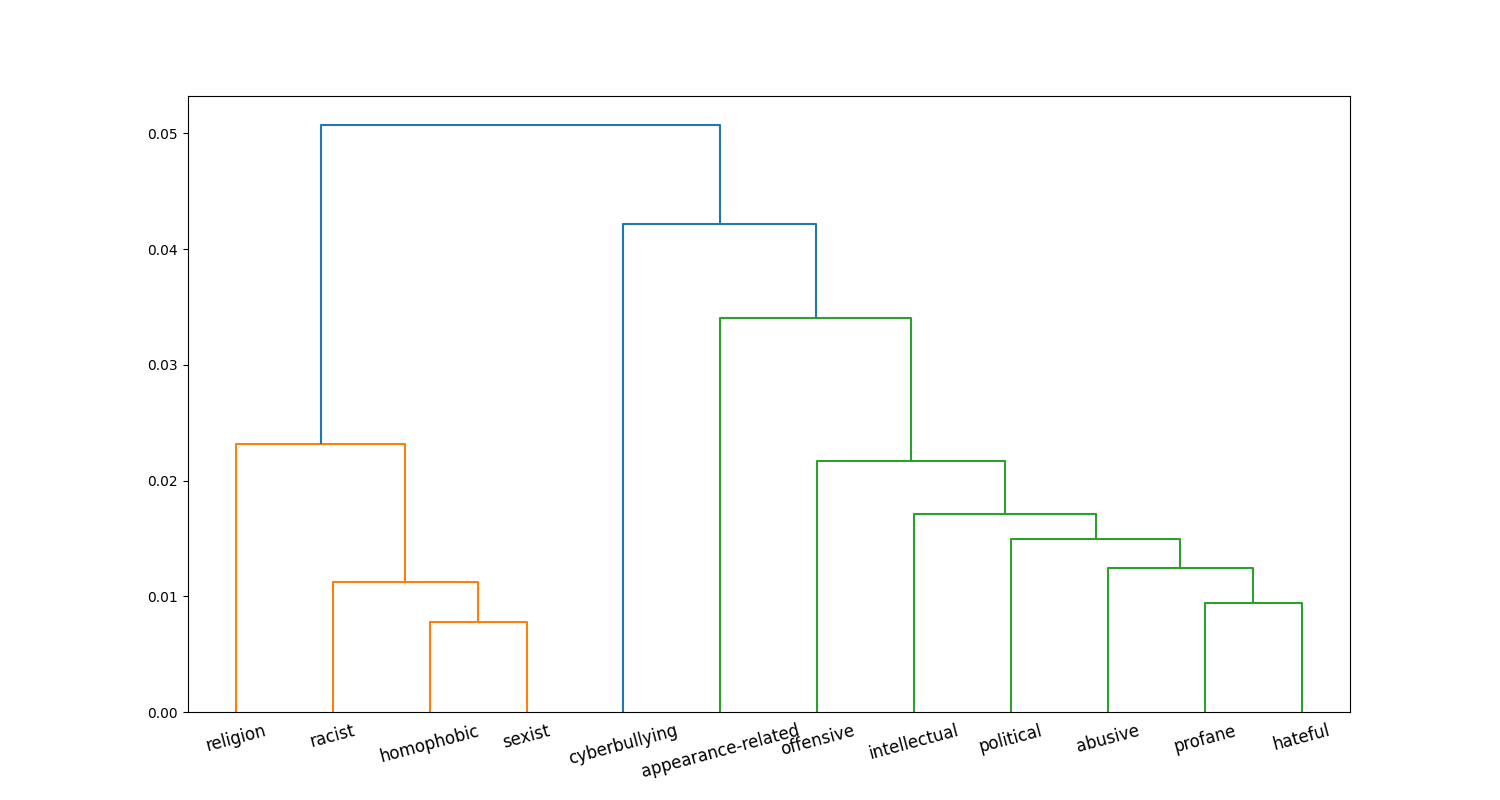 0.05
0.04
0.03
0.02
0.01
0.00
religion
racist
homophobic
sexist
cyberbullying
appearance-related
offensive
intellectual
political
abusive
profane
hateful